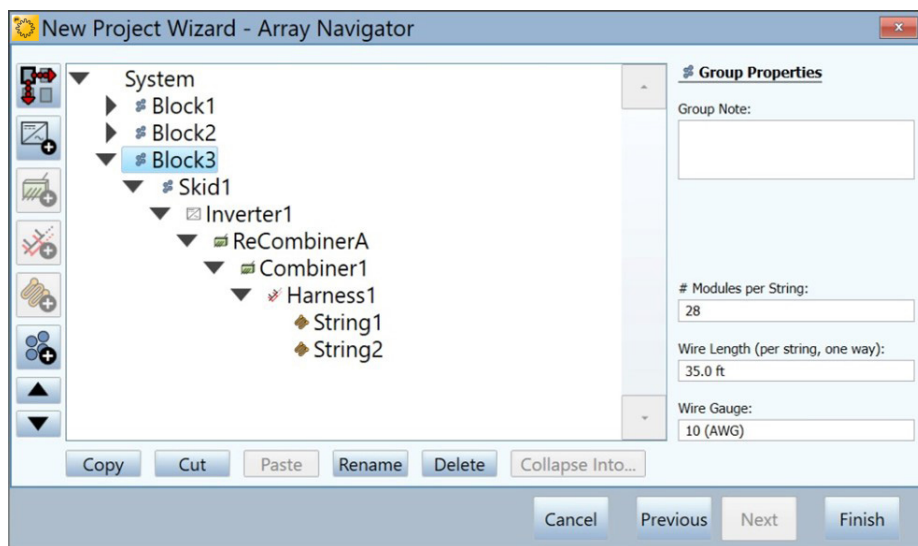 New Project Wizard - Array Navigator
System
Block1
Block2
Block3
Skid1
Inverter1
ReCombinerA
Combiner1
Harness1
String1
String2
Group Properties
Group Note:
# Modules per String:
28
Wire Length (per string, one way):
35.0 ft
Wire Gauge:
10 (AWG)
Copy Cut Paste Rename Delete Collapse Into...
Cancel Previous Next Finish